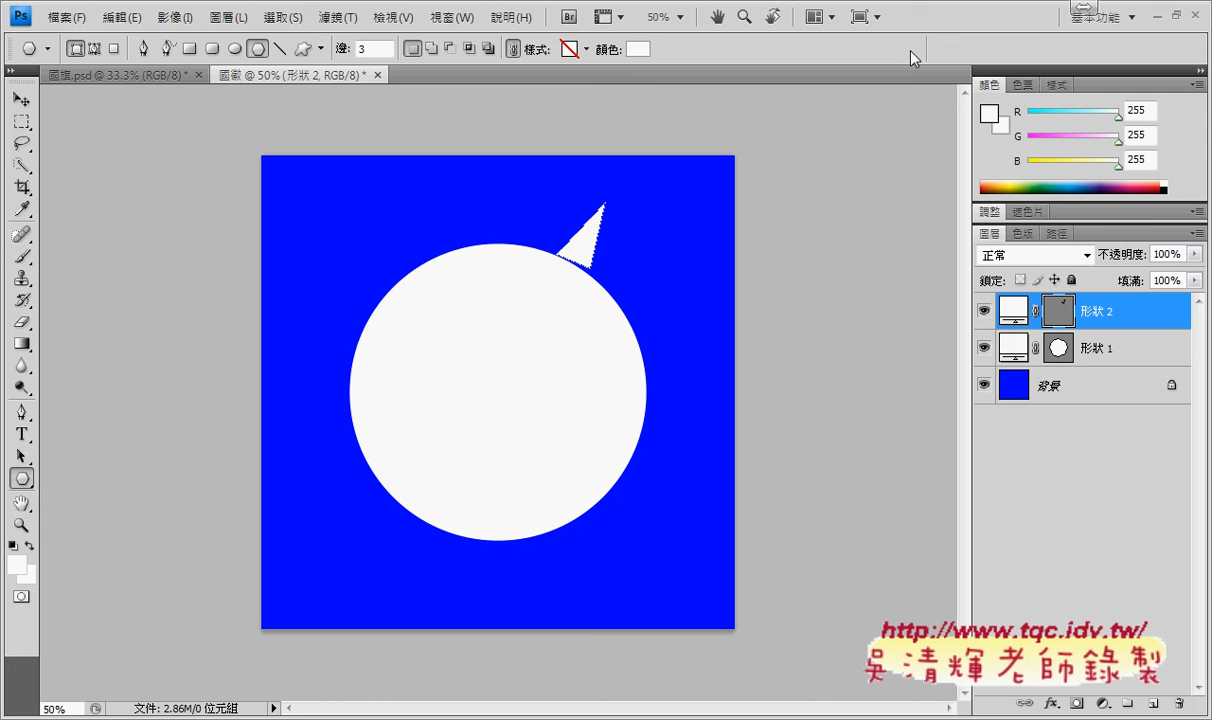 Ps 檔案(F) 編輯(E) 影像(I) 圖層(L) 選取(S) 濾鏡(T) 檢視(V) 視窗(W) 說明(H) Br 50% 基本功能
邊: 3 樣式: 顏色:
國旗.psd @ 33.3% (RGB/8) * × 國徽 @ 50% (形狀 2, RGB/8) * ×
顏色 色票 樣式
R 255
G 255
B 255
調整 遮色片
圖層 色版 路徑
正常 不透明度: 100%
鎖定: 填滿: 100%
形狀 2
形狀 1
背景
T
http://www.tqc.idv.tw/
吳清輝老師錄製
50% 文件: 2.86M/0 位元組
fx